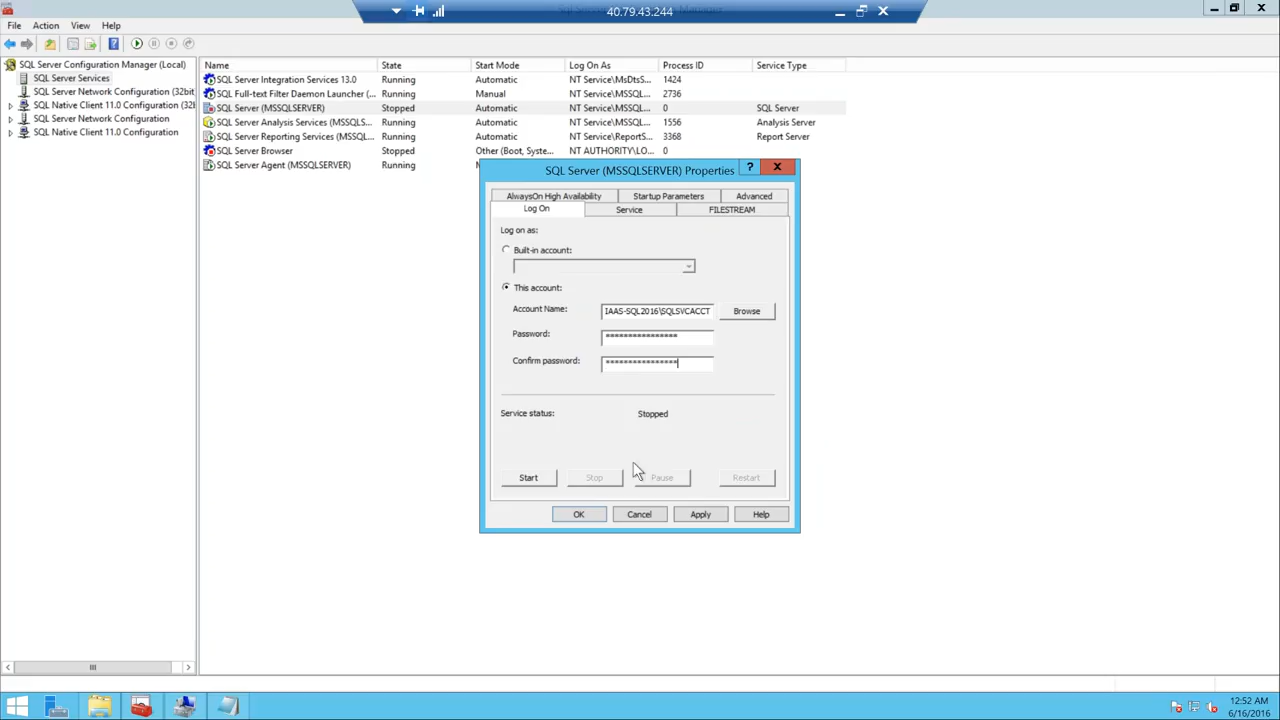 40.79.43.244
File Action View Help
SQL Server Configuration Manager (Local)
SQL Server Services
SQL Server Network Configuration (32bit
SQL Native Client 11.0 Configuration (32
SQL Server Network Configuration
SQL Native Client 11.0 Configuration
Name State Start Mode Log On As Process ID Service Type
SQL Server Integration Services 13.0 Running Automatic NT Service\MsDtsS... 1424
SQL Full-text Filter Daemon Launcher (... Running Manual NT Service\MSSQL... 2736
SQL Server (MSSQLSERVER) Stopped Automatic NT Service\MSSQL... 0 SQL Server
SQL Server Analysis Services (MSSQLS... Running Automatic NT Service\MSSQL... 1556 Analysis Server
SQL Server Reporting Services (MSSQL... Running Automatic NT Service\ReportS... 3368 Report Server
SQL Server Browser Stopped Other (Boot, Syste... NT AUTHORITY\LO... 0
SQL Server Agent (MSSQLSERVER) Running
SQL Server (MSSQLSERVER) Properties ?
AlwaysOn High Availability Startup Parameters Advanced
Log On Service FILESTREAM
Log on as:
Built-in account:
This account:
Account Name: IAAS-SQL2016\SQLSVCACCT Browse
Password: ****************
Confirm password: ****************
Service status: Stopped
Start Stop Pause Restart
OK Cancel Apply Help
12:52 AM
6/16/2016